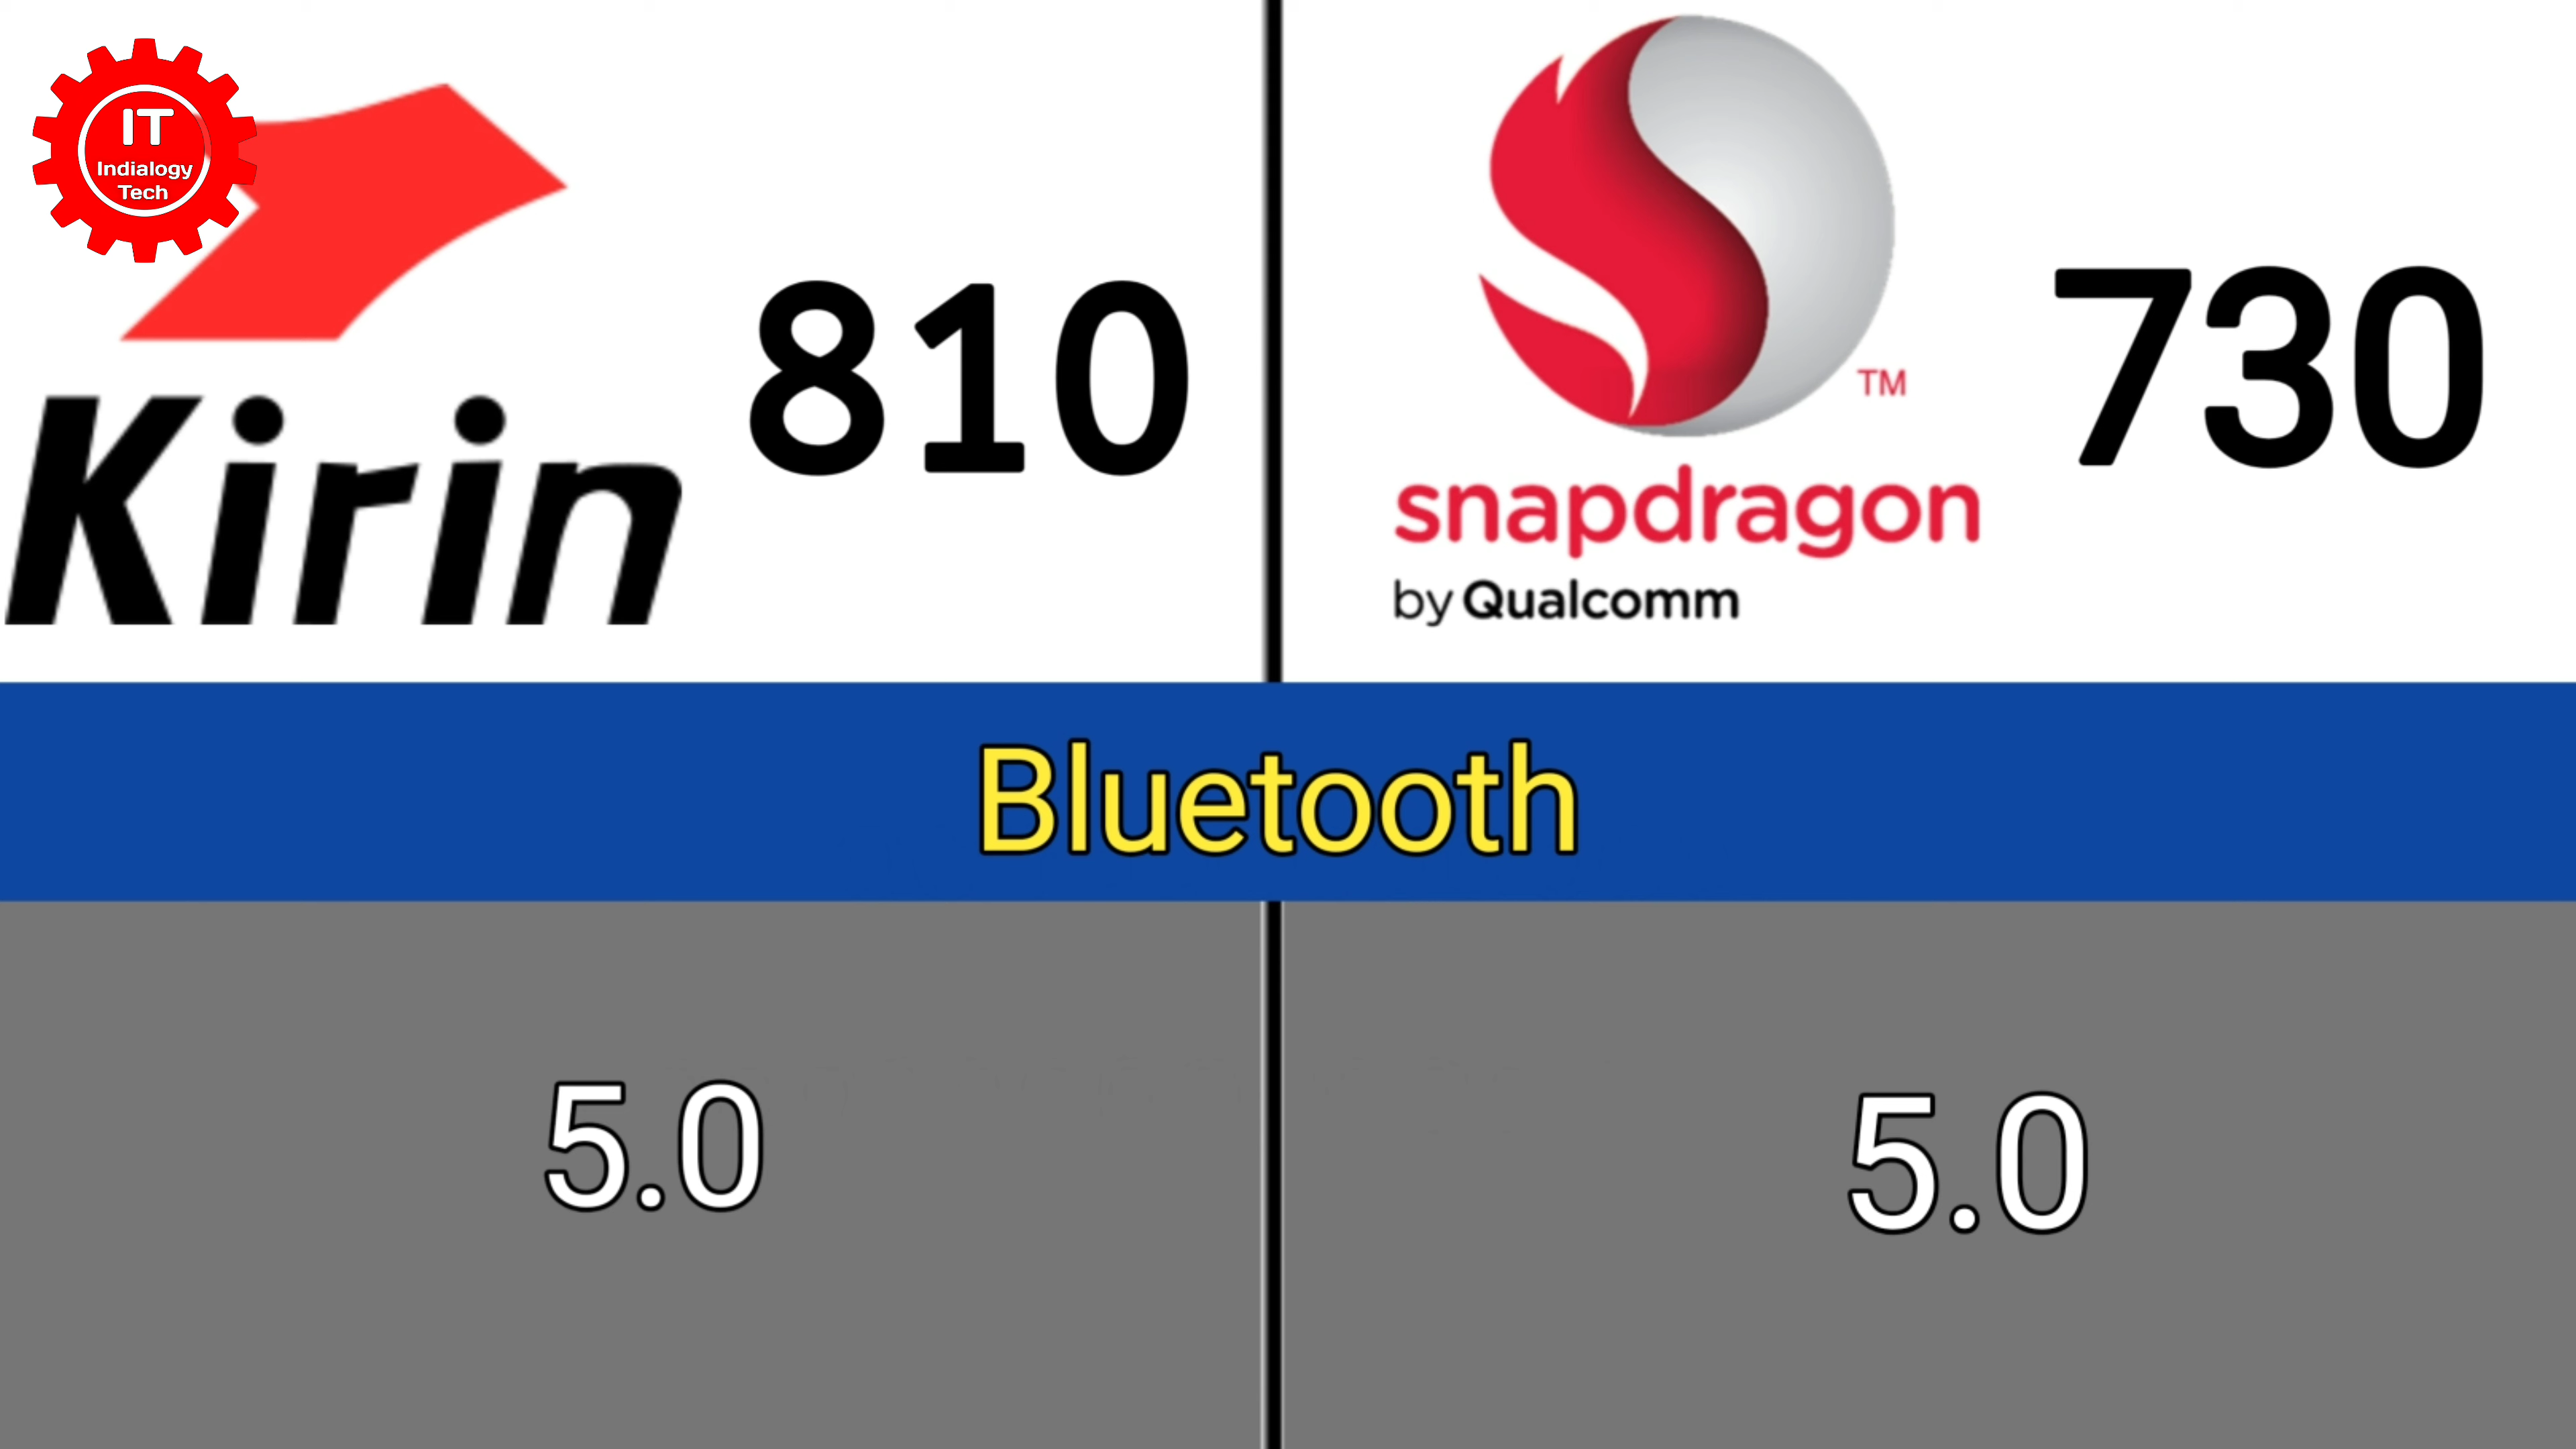 IT
Indialogy
Tech
Kirin
810
TM
snapdragon
by Qualcomm
730
Bluetooth
5.0
5.0